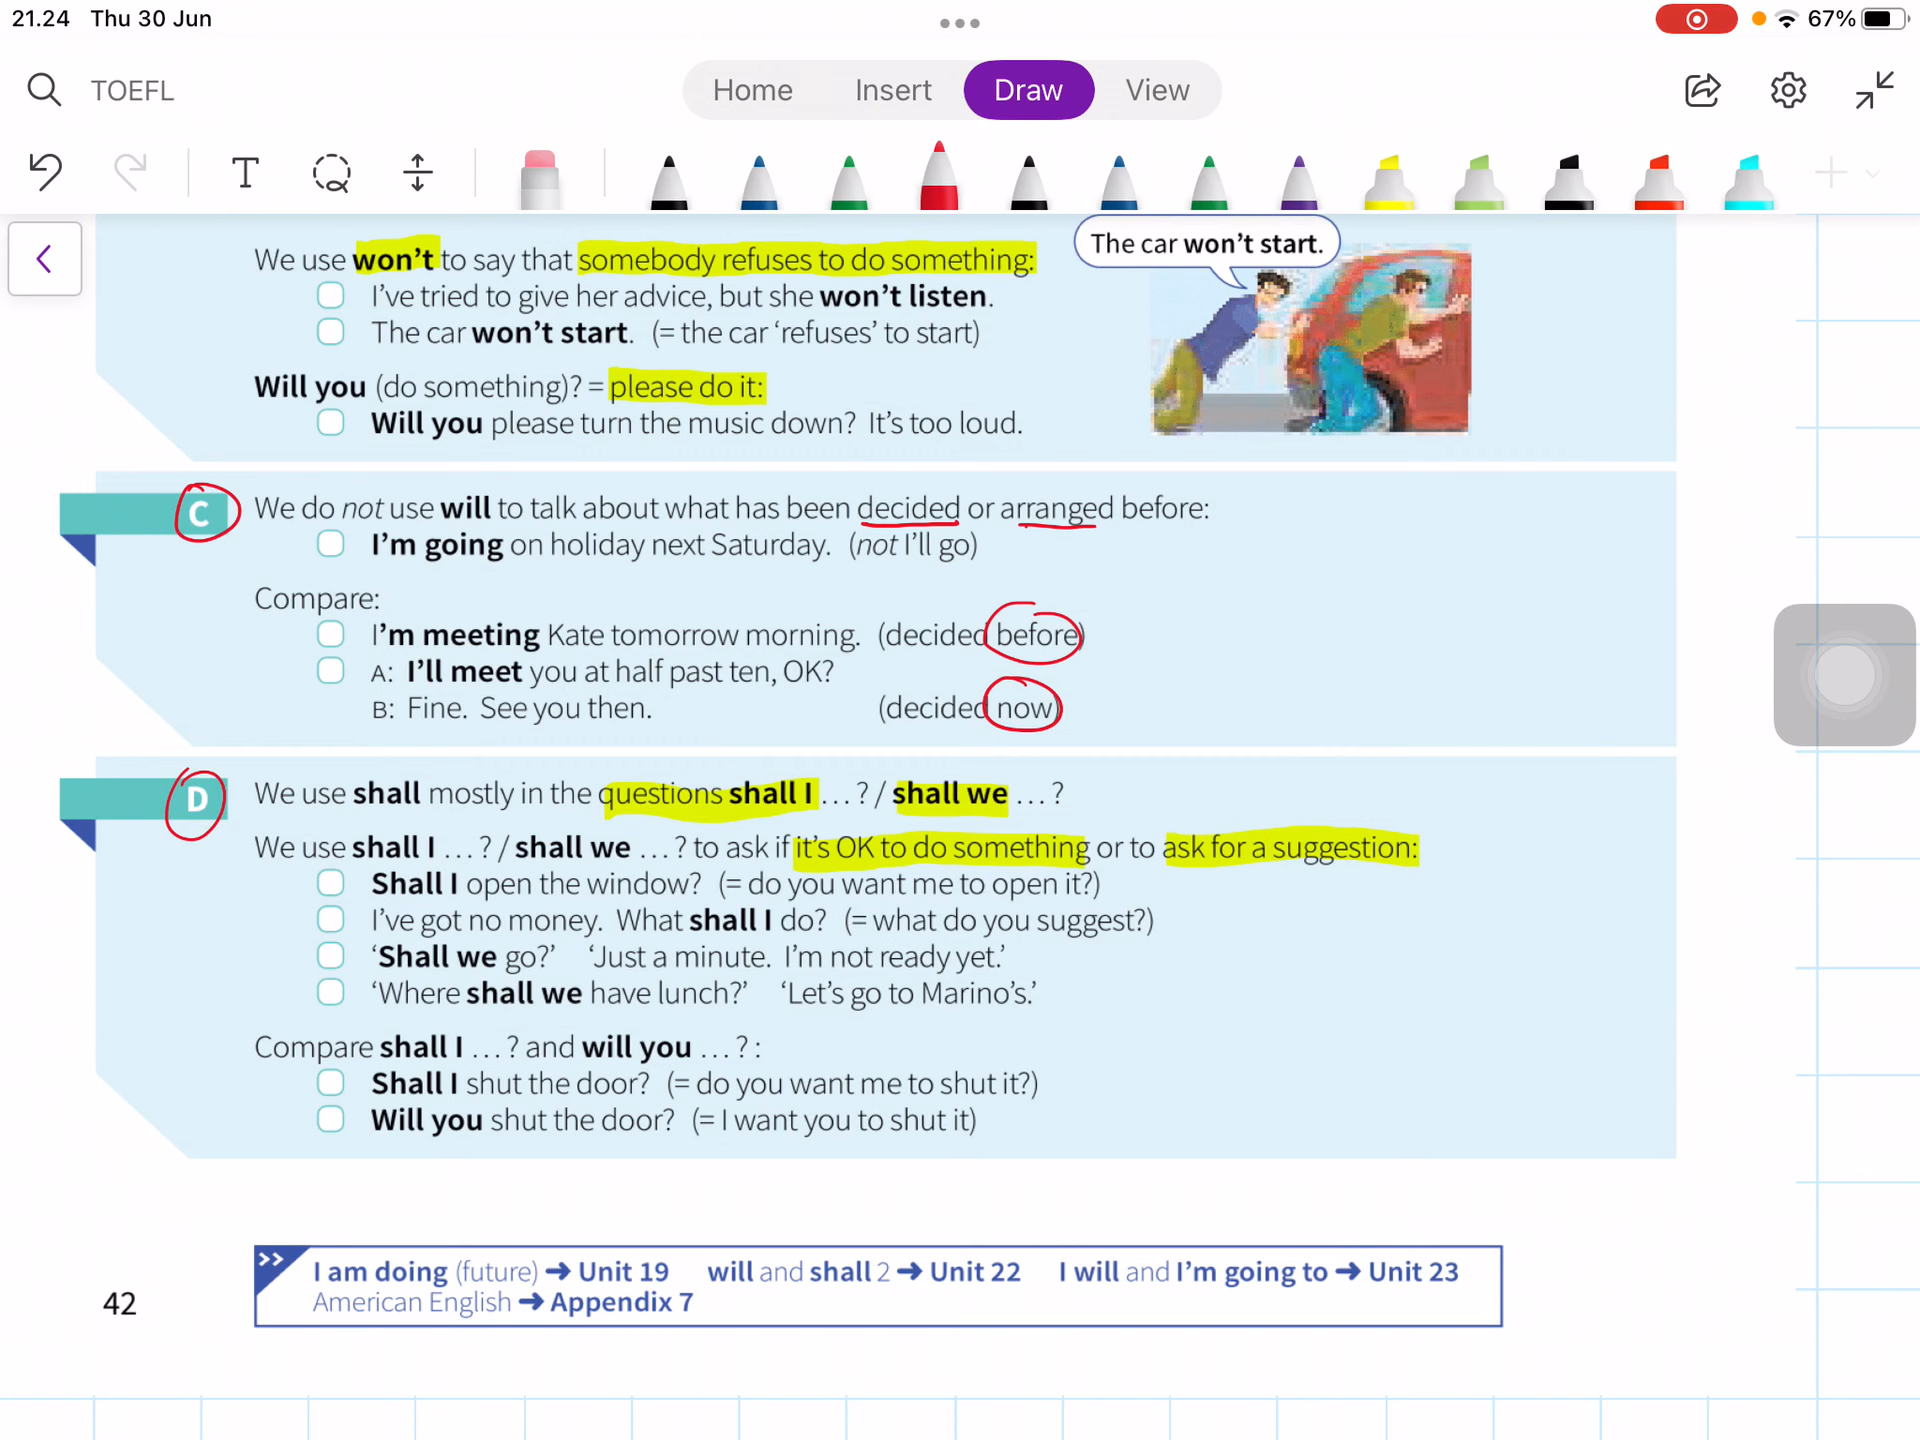 21.24 Thu 30 Jun
67%
TOEFL
Home Insert Draw View
T
The car won't start.
We use won't to say that somebody refuses to do something:
I've tried to give her advice, but she won't listen.
The car won't start. (= the car 'refuses' to start)
Will you (do something)? = please do it:
Will you please turn the music down? It's too loud.
C
We do not use will to talk about what has been decided or arranged before:
I'm going on holiday next Saturday. (not I'll go)
Compare:
I'm meeting Kate tomorrow morning. (decided before)
A: I'll meet you at half past ten, OK?
B: Fine. See you then. (decided now)
D
We use shall mostly in the questions shall I …? / shall we …?
We use shall I …? / shall we …? to ask if it's OK to do something or to ask for a suggestion:
Shall I open the window? (= do you want me to open it?)
I've got no money. What shall I do? (= what do you suggest?)
'Shall we go?' 'Just a minute. I'm not ready yet.'
'Where shall we have lunch?' 'Let's go to Marino's.'
Compare shall I …? and will you …? :
Shall I shut the door? (= do you want me to shut it?)
Will you shut the door? (= I want you to shut it)
>> I am doing (future) ➜ Unit 19 will and shall 2 ➜ Unit 22 I will and I'm going to ➜ Unit 23
American English ➜ Appendix 7
42